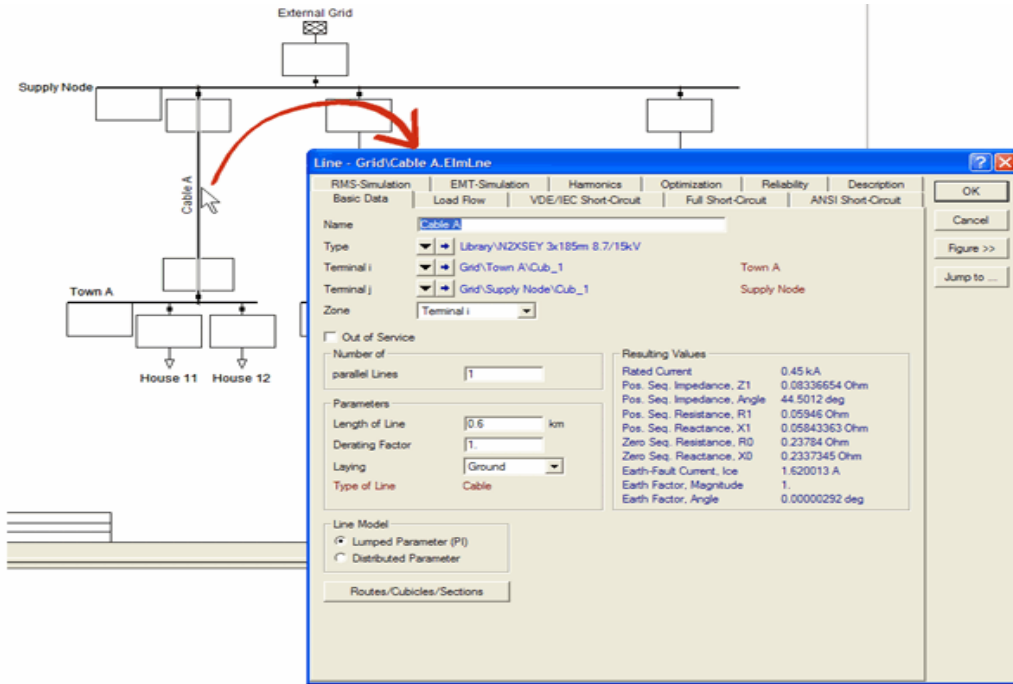 External Grid
Supply Node
Cable A
Town A
House 11 House 12
Line - Grid\Cable A.ElmLne
RMS-Simulation EMT-Simulation Harmonics Optimization Reliability Description
Basic Data Load Flow VDE/IEC Short-Circuit Full Short-Circuit ANSI Short-Circuit
OK
Cancel
Figure >>
Jump to ...
Name Cable A
Type Library\N2XSEY 3x185m 8.7/15kV
Terminal i Grid\Town A\Cub_1 Town A
Terminal j Grid\Supply Node\Cub_1 Supply Node
Zone Terminal i
Out of Service
Number of
parallel Lines 1
Parameters
Length of Line 0.6 km
Derating Factor 1.
Laying Ground
Type of Line Cable
Resulting Values
Rated Current 0.45 kA
Pos. Seq. Impedance, Z1 0.08336654 Ohm
Pos. Seq. Impedance, Angle 44.5012 deg
Pos. Seq. Resistance, R1 0.05946 Ohm
Pos. Seq. Reactance, X1 0.05843363 Ohm
Zero Seq. Resistance, R0 0.23784 Ohm
Zero Seq. Reactance, X0 0.2337345 Ohm
Earth-Fault Current, Ice 1.620013 A
Earth Factor, Magnitude 1.
Earth Factor, Angle 0.00000292 deg
Line Model
Lumped Parameter (PI)
Distributed Parameter
Routes/Cubicles/Sections